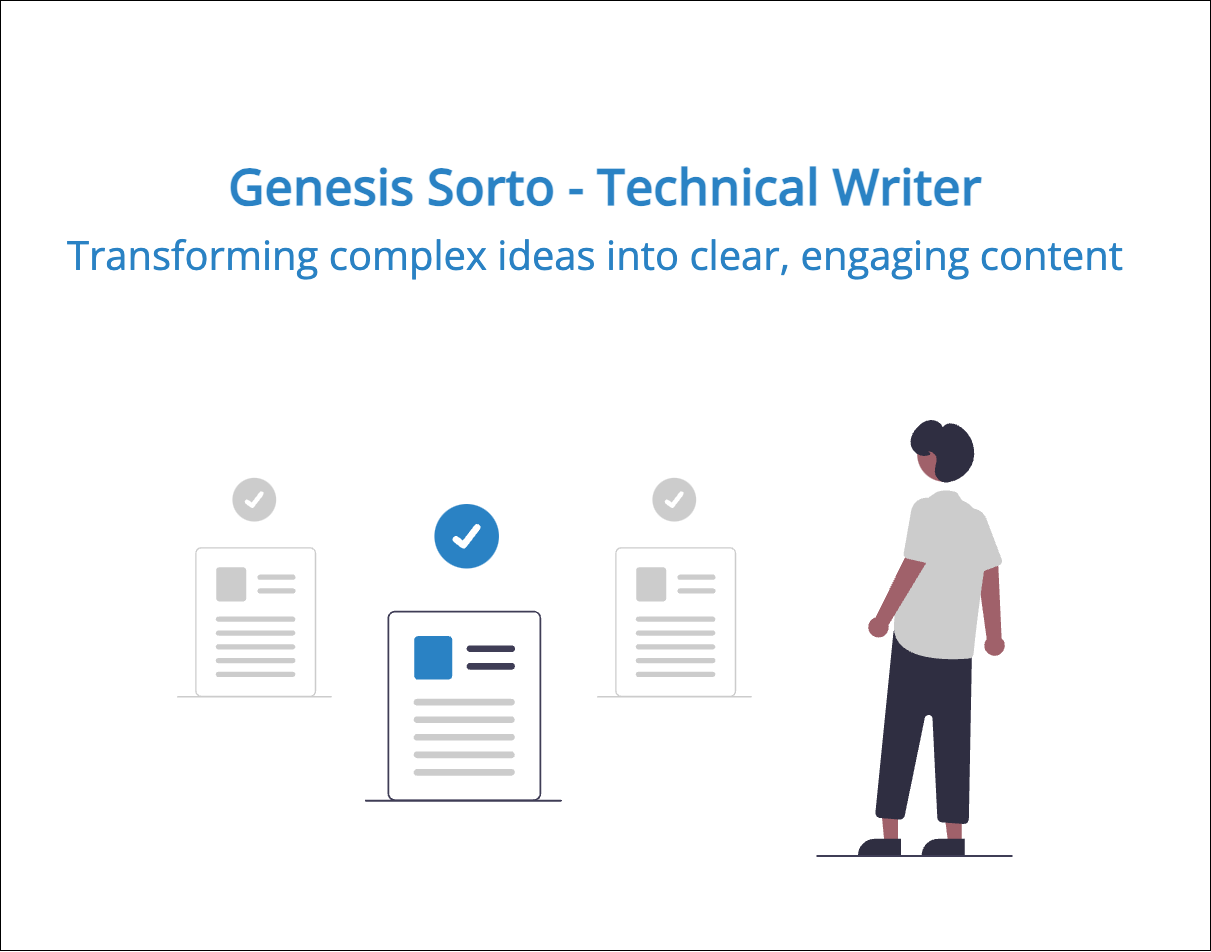 Genesis Sorto - Technical Writer
Transforming complex ideas into clear, engaging content